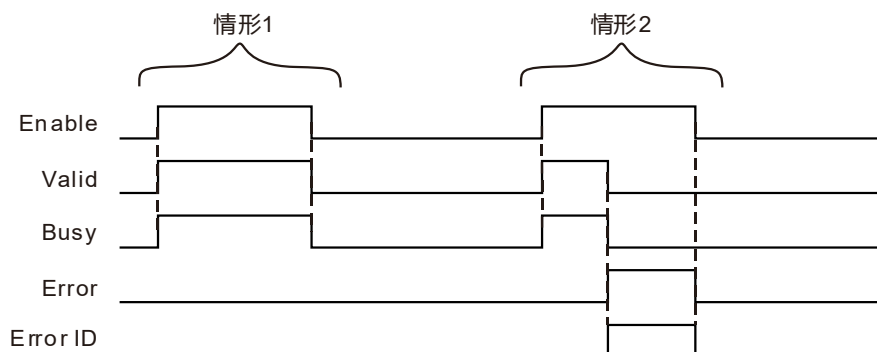 情形1 情形2
Enable
Valid
Busy
Error
Error ID